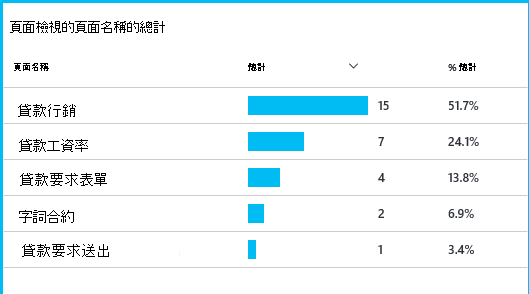 頁面檢視的頁面名稱的總計
頁面名稱 總計 % 總計
貸款行銷 15 51.7%
貸款工資率 7 24.1%
貸款要求表單 4 13.8%
字詞合約 2 6.9%
貸款要求送出 1 3.4%